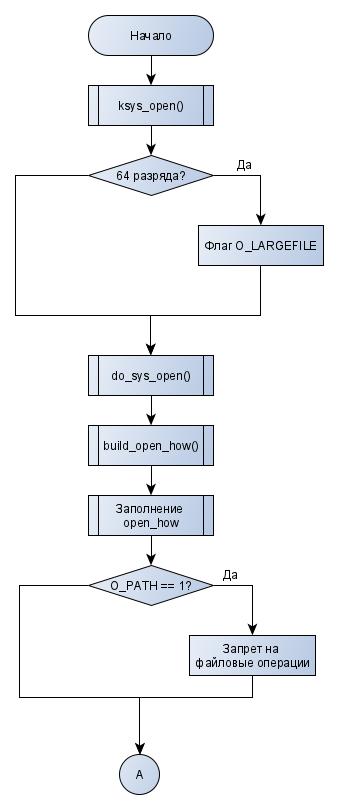 Начало
ksys_open()
64 разряда?
Да
Флаг O_LARGEFILE
do_sys_open()
build_open_how()
Заполнение
open_how
O_PATH == 1?
Да
Запрет на
файловые операции
А